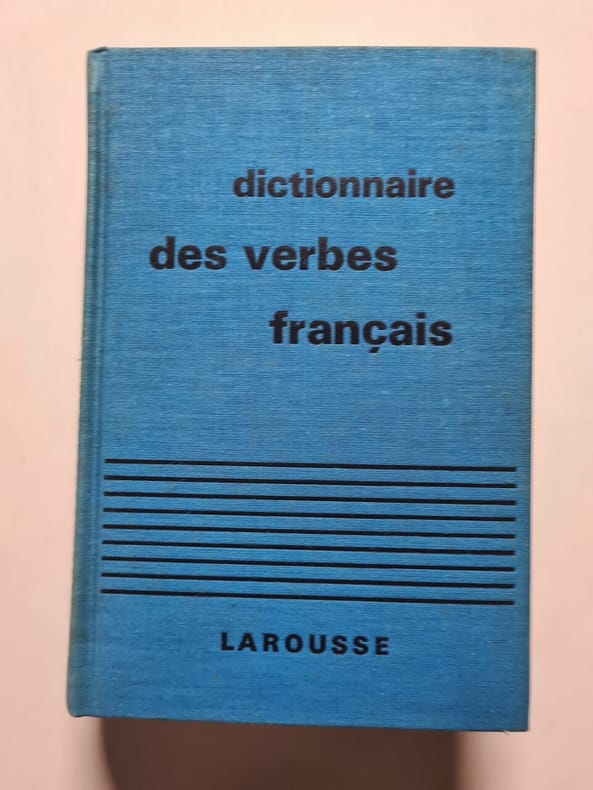 dictionnaire
des verbes
français
LAROUSSE